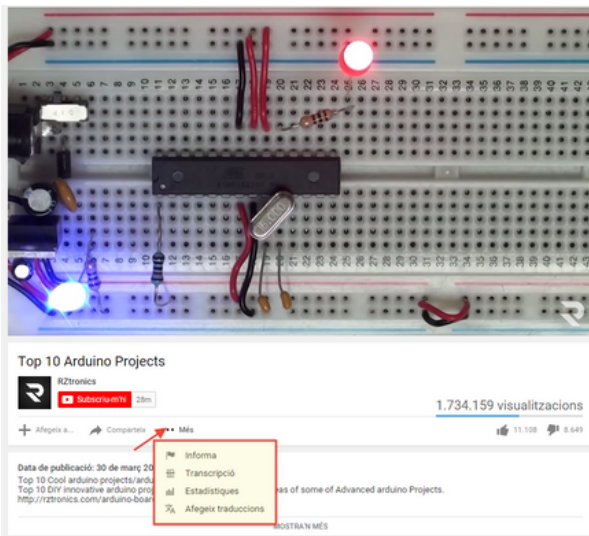 Top 10 Arduino Projects
RZtronics
Subscriu-m'hi 28m
1.734.159 visualitzacions
Afegeix a... Comparteix Més
11.108 8.649
Informa
Transcripció
Estadístiques
Afegeix traduccions
Data de publicació: 30 de març 20
Top 10 Cool arduino projects/ardu
Top 10 DIY innovative arduino proj eas of some of Advanced arduino Projects.
http://rztronics.com/arduino-boar
MOSTRA'N MÉS